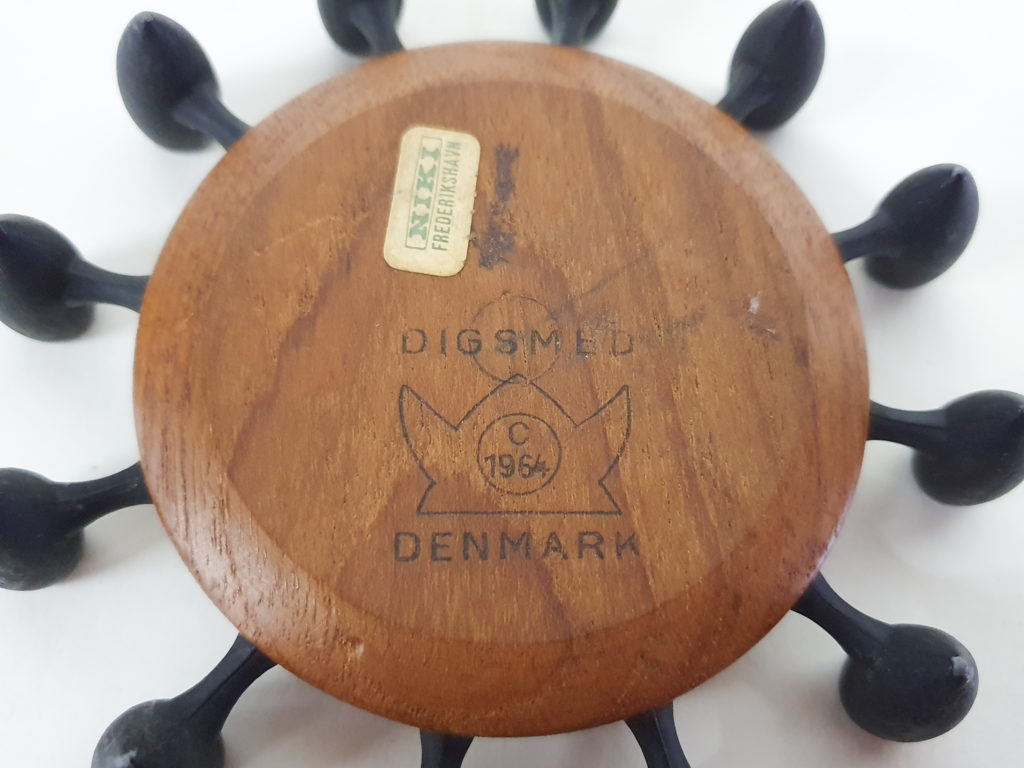 NIKI
FREDERIKSHAVN
DIGSMED
C
1964
DENMARK